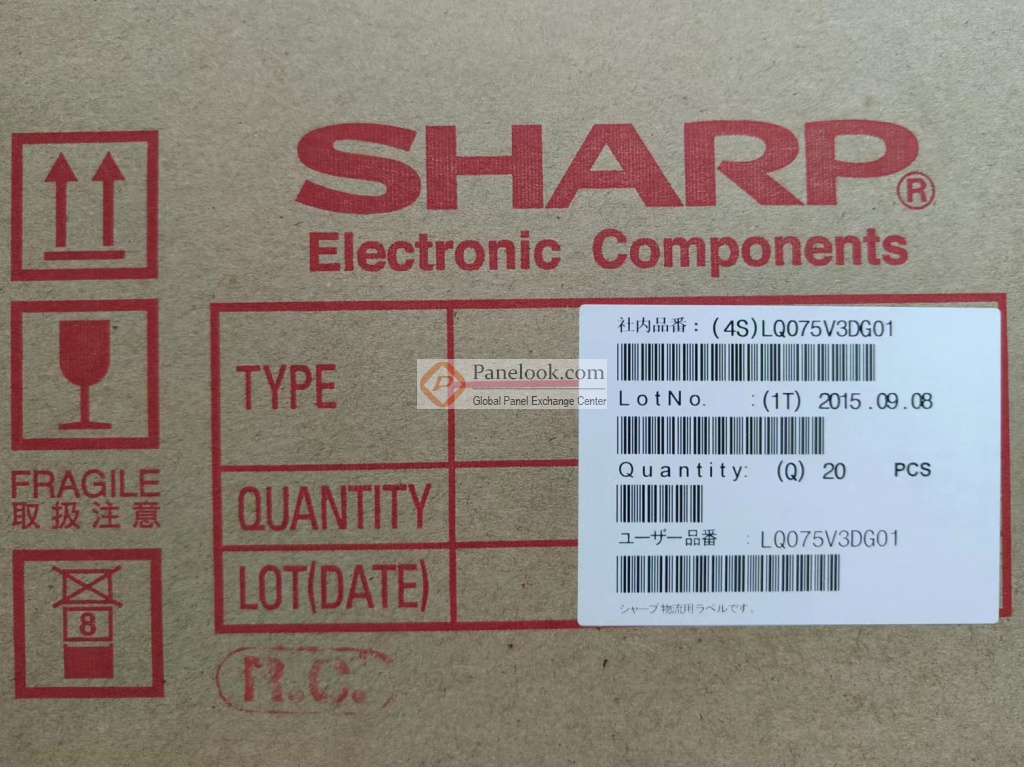 SHARP®
Electronic Components
TYPE
QUANTITY
LOT(DATE)
FRAGILE
取扱注意
8
R.C.
社内品番: (4S)LQ075V3DG01
LotNo. :(1T) 2015.09.08
Quantity: (Q) 20 PCS
ユーザー品番 : LQ075V3DG01
シャープ物流用ラベルです。
Panelook.com
Global Panel Exchange Center